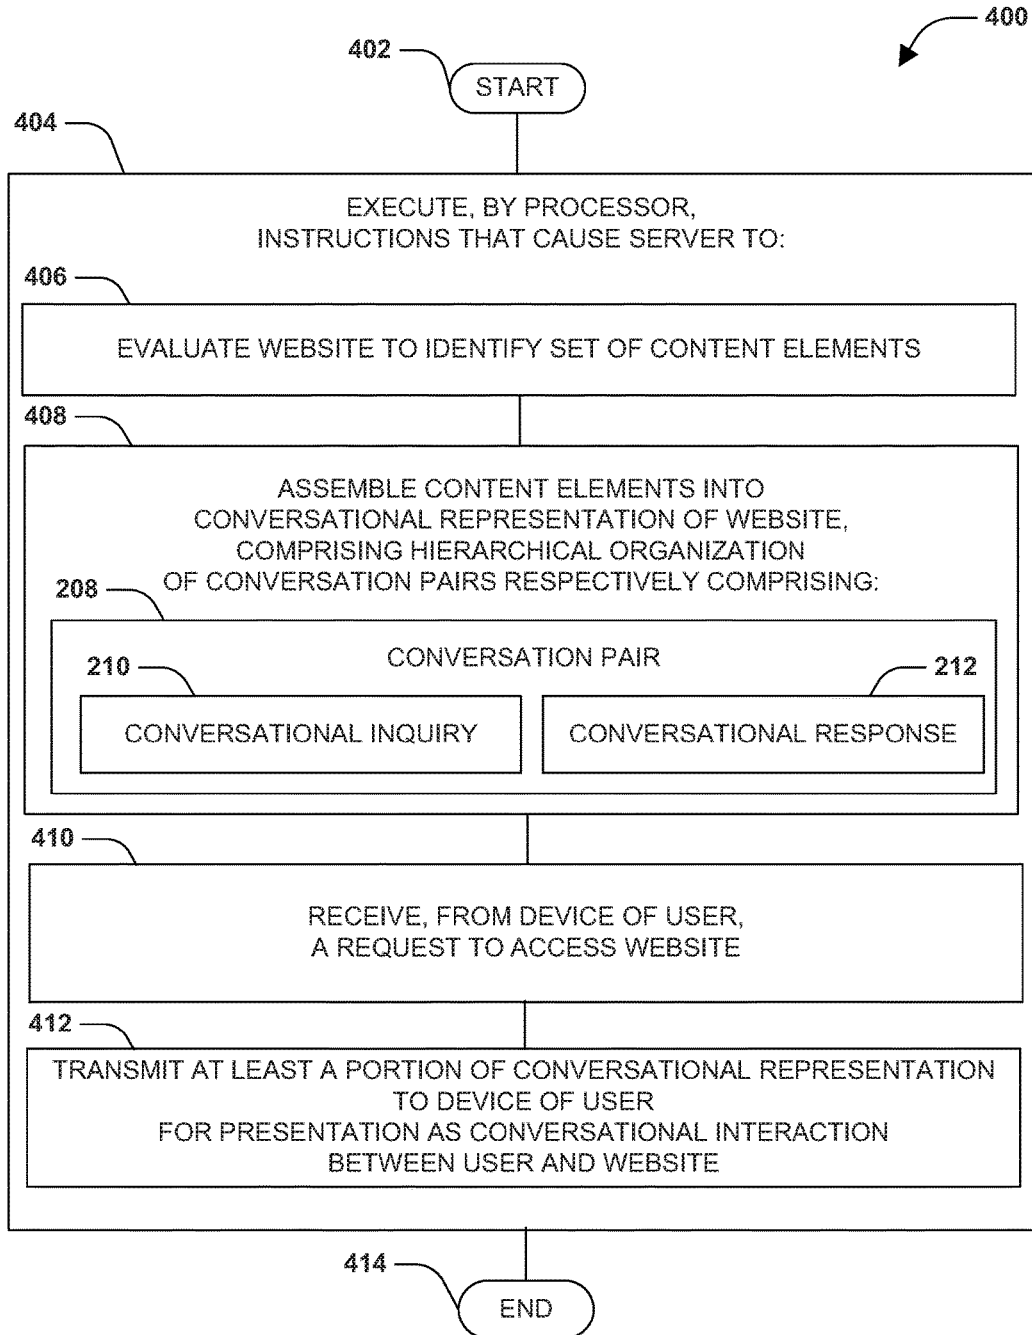 400
402
START
404
EXECUTE, BY PROCESSOR,
INSTRUCTIONS THAT CAUSE SERVER TO:
406
EVALUATE WEBSITE TO IDENTIFY SET OF CONTENT ELEMENTS
408
ASSEMBLE CONTENT ELEMENTS INTO
CONVERSATIONAL REPRESENTATION OF WEBSITE,
COMPRISING HIERARCHICAL ORGANIZATION
OF CONVERSATION PAIRS RESPECTIVELY COMPRISING:
208
CONVERSATION PAIR
210
212
CONVERSATIONAL INQUIRY
CONVERSATIONAL RESPONSE
410
RECEIVE, FROM DEVICE OF USER,
A REQUEST TO ACCESS WEBSITE
412
TRANSMIT AT LEAST A PORTION OF CONVERSATIONAL REPRESENTATION
TO DEVICE OF USER
FOR PRESENTATION AS CONVERSATIONAL INTERACTION
BETWEEN USER AND WEBSITE
414
END